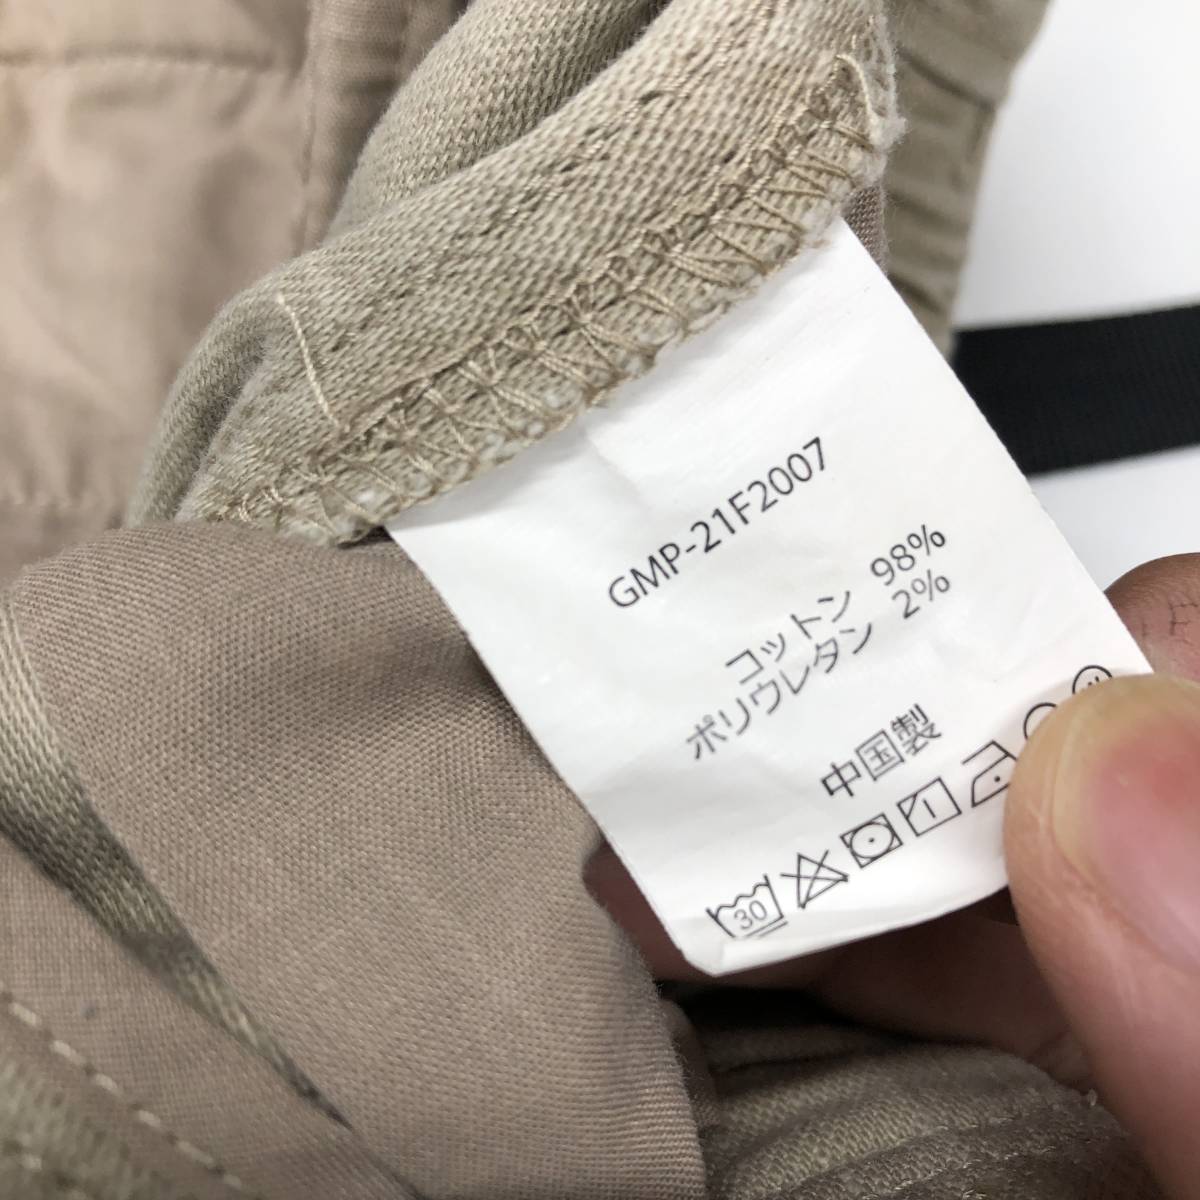 GMP-21F2007
コットン 98%
ポリウレタン 2%
中国製
30